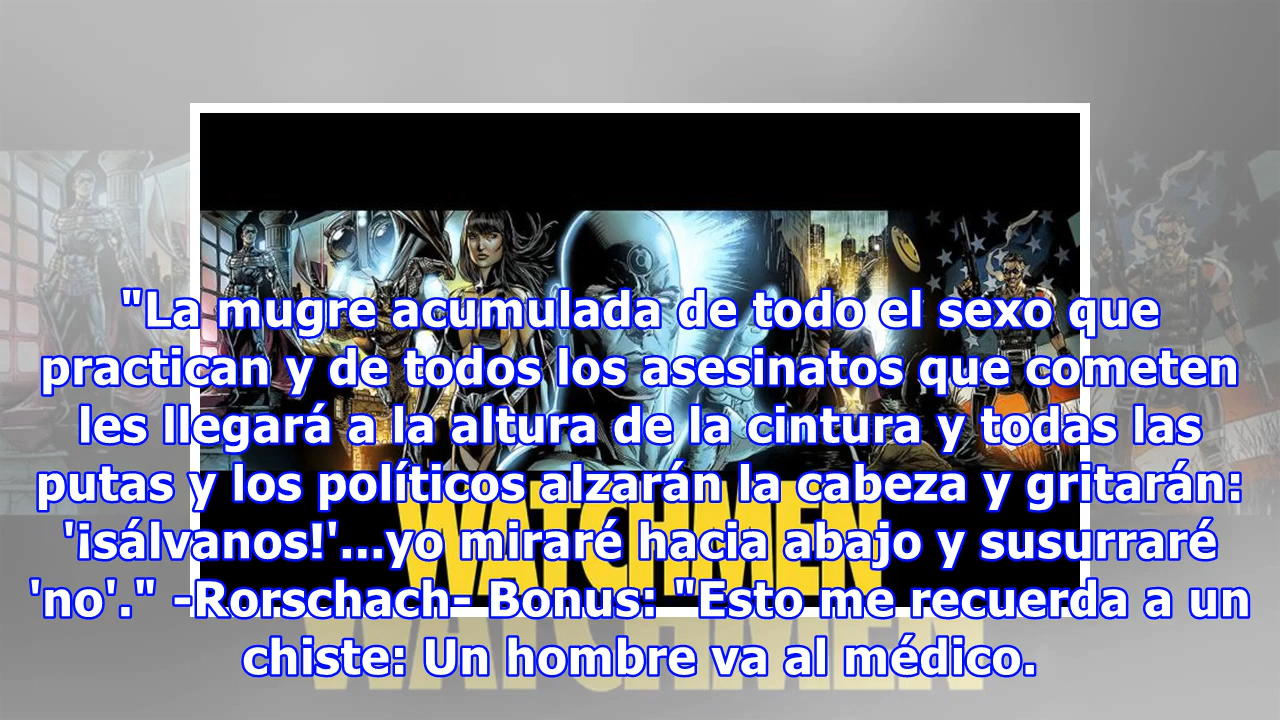 "La mugre acumulada de todo el sexo que
practican y de todos los asesinatos que cometen
les llegará a la altura de la cintura y todas las
putas y los políticos alzarán la cabeza y gritarán:
'¡sálvanos!'...yo miraré hacia abajo y susurraré
'no'." -Rorschach- Bonus: "Esto me recuerda a un
chiste: Un hombre va al médico.
WATCHMEN
WATCHMEN